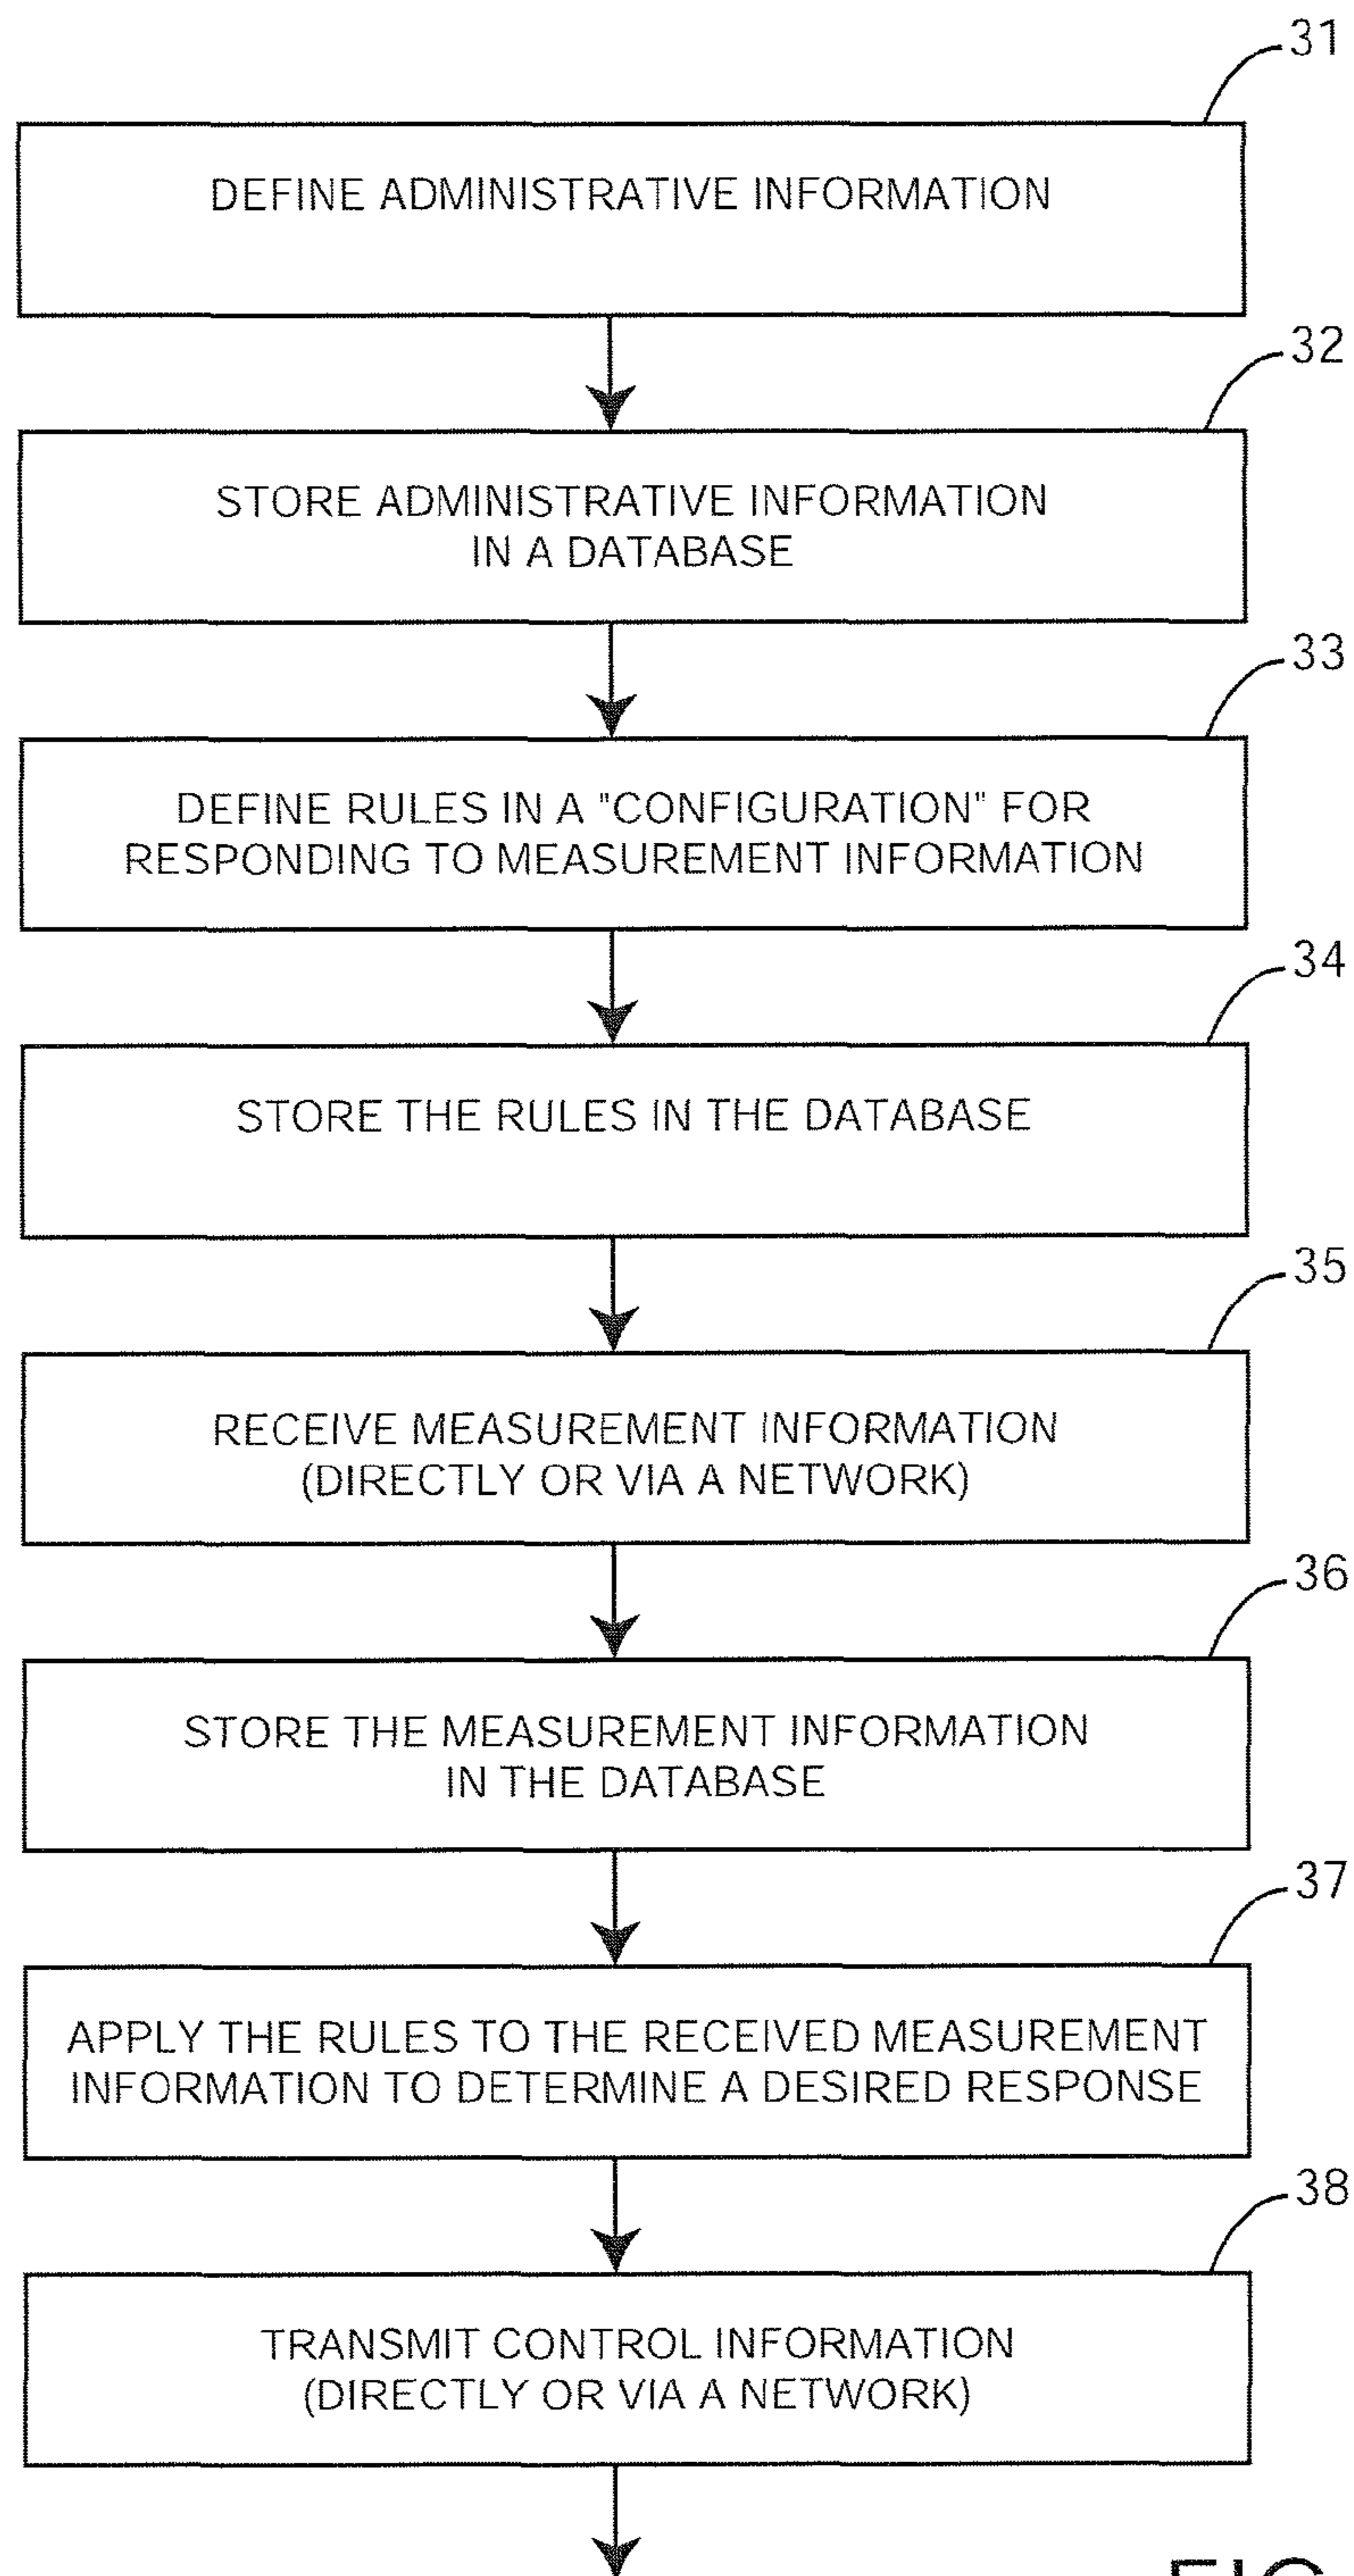 31
DEFINE ADMINISTRATIVE INFORMATION
32
STORE ADMINISTRATIVE INFORMATION
IN A DATABASE
33
DEFINE RULES IN A "CONFIGURATION" FOR
RESPONDING TO MEASUREMENT INFORMATION
34
STORE THE RULES IN THE DATABASE
35
RECEIVE MEASUREMENT INFORMATION
(DIRECTLY OR VIA A NETWORK)
36
STORE THE MEASUREMENT INFORMATION
IN THE DATABASE
37
APPLY THE RULES TO THE RECEIVED MEASUREMENT
INFORMATION TO DETERMINE A DESIRED RESPONSE
38
TRANSMIT CONTROL INFORMATION
(DIRECTLY OR VIA A NETWORK)